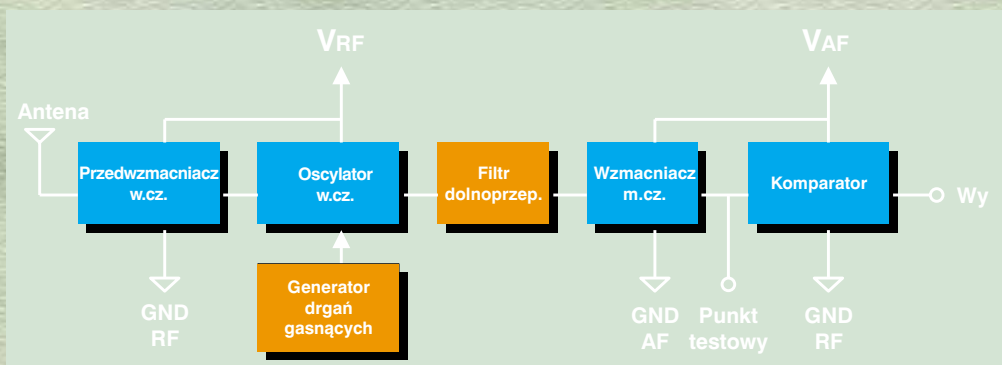 VRF
VAF
Antena
Przedwzmacniacz
w.cz.
Oscylator
w.cz.
Filtr
dolnoprzep.
Wzmacniacz
m.cz.
Komparator
Wy
Generator
drgań
gasnących
GND
RF
GND
AF
Punkt
testowy
GND
RF